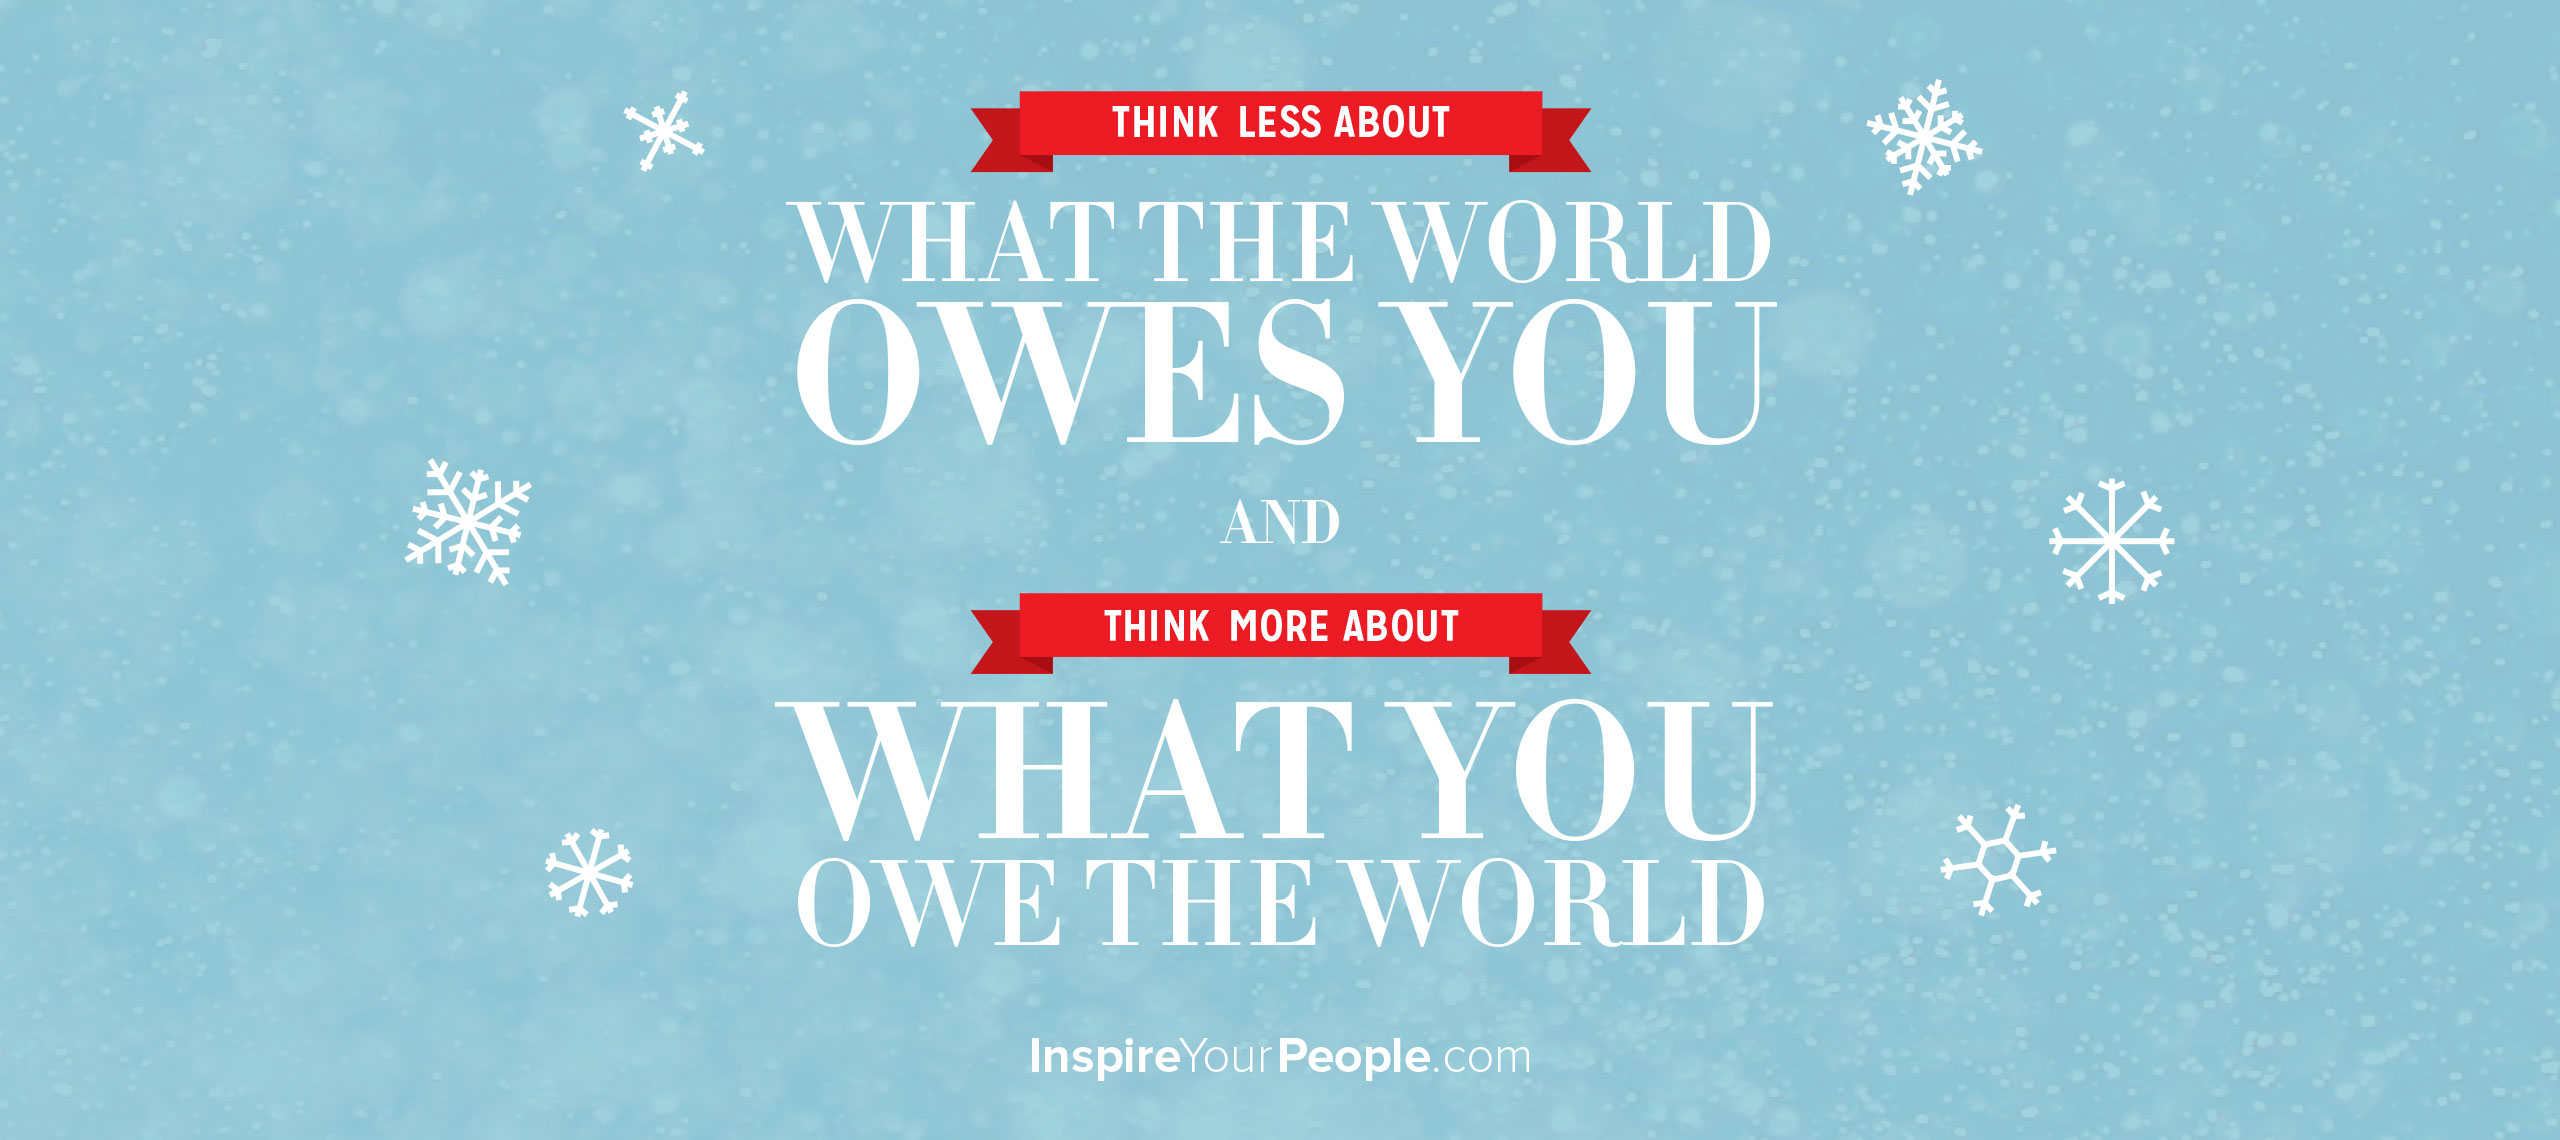 THINK LESS ABOUT
WHAT THE WORLD
OWES YOU
AND
THINK MORE ABOUT
WHAT YOU
OWE THE WORLD
InspireYourPeople.com